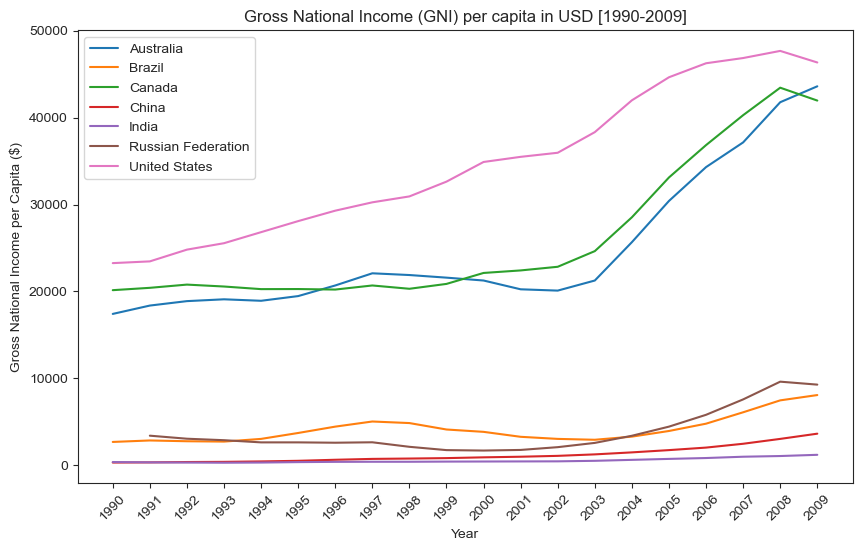 Gross National Income (GNI) per capita in USD [1990-2009]
50000
40000
30000
20000
10000
0
Gross National Income per Capita ($)
Australia
Brazil
Canada
China
India
Russian Federation
United States
1990
1991
1992
1993
1994
1995
1996
1997
1998
1999
2000
2001
2002
2003
2004
2005
2006
2007
2008
2009
Year